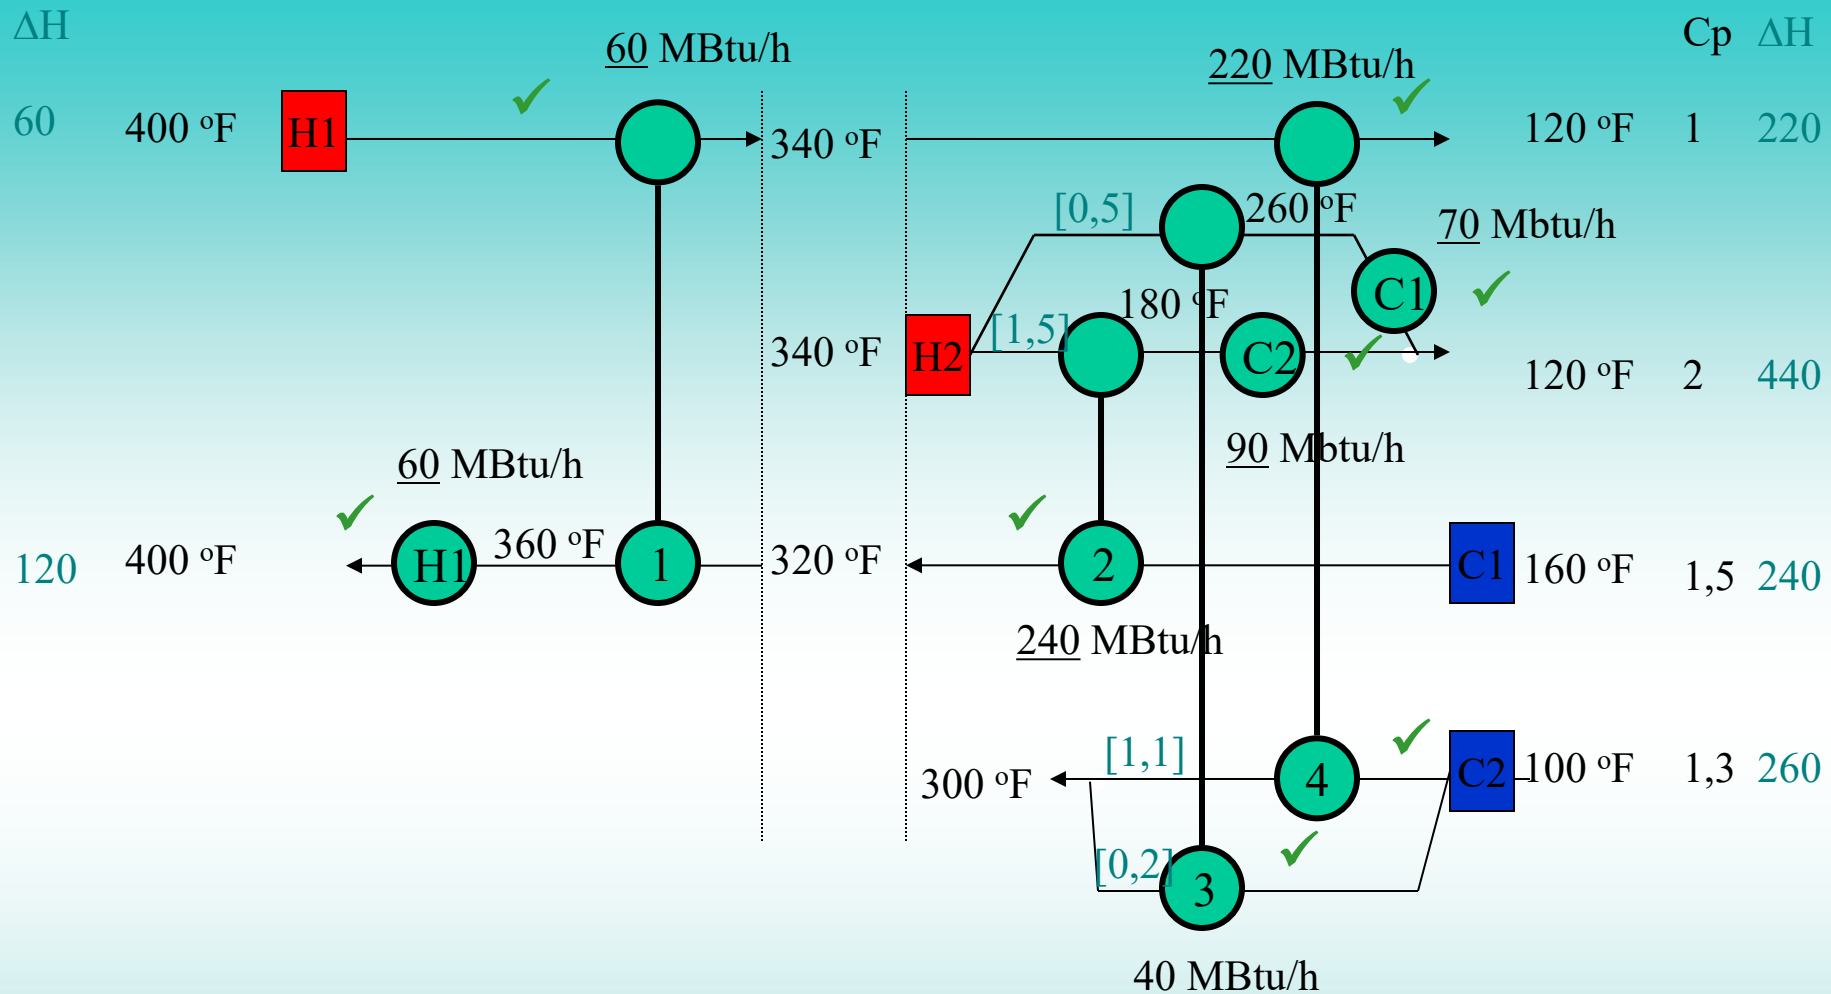 ΔH
Cp ΔH
60 MBtu/h
220 MBtu/h
60 400 ºF H1 340 ºF 120 ºF 1 220
[0,5] 260 ºF
70 Mbtu/h
C1
180 ºF
[1,5]
340 ºF H2 C2 120 ºF 2 440
60 MBtu/h
90 Mbtu/h
120 400 ºF H1 360 ºF 1 320 ºF 2 C1 160 ºF 1,5 240
240 MBtu/h
[1,1]
300 ºF 4 C2 100 ºF 1,3 260
[0,2] 3
40 MBtu/h